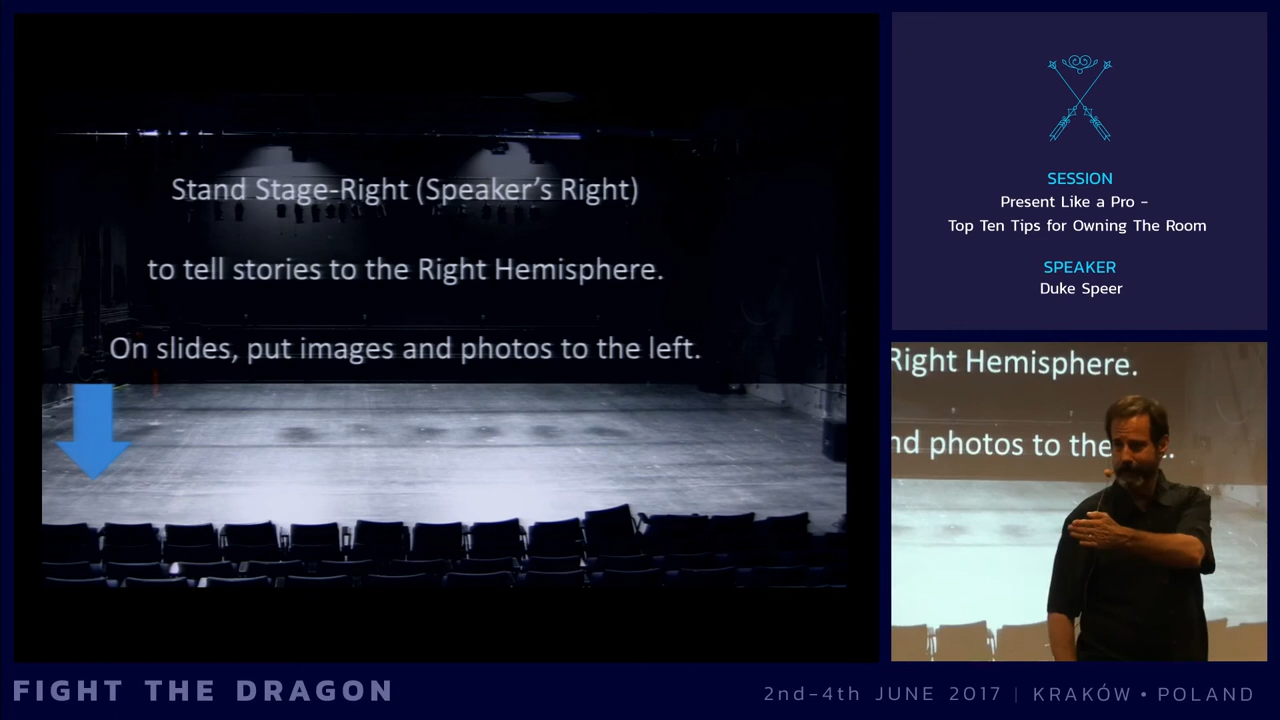 Stand Stage-Right (Speaker's Right)
to tell stories to the Right Hemisphere.
On slides, put images and photos to the left.
SESSION
Present Like a Pro -
Top Ten Tips for Owning The Room
SPEAKER
Duke Speer
Right Hemisphere.
nd photos to the
FIGHT THE DRAGON
2nd-4th JUNE 2017 | KRAKÓW • POLAND